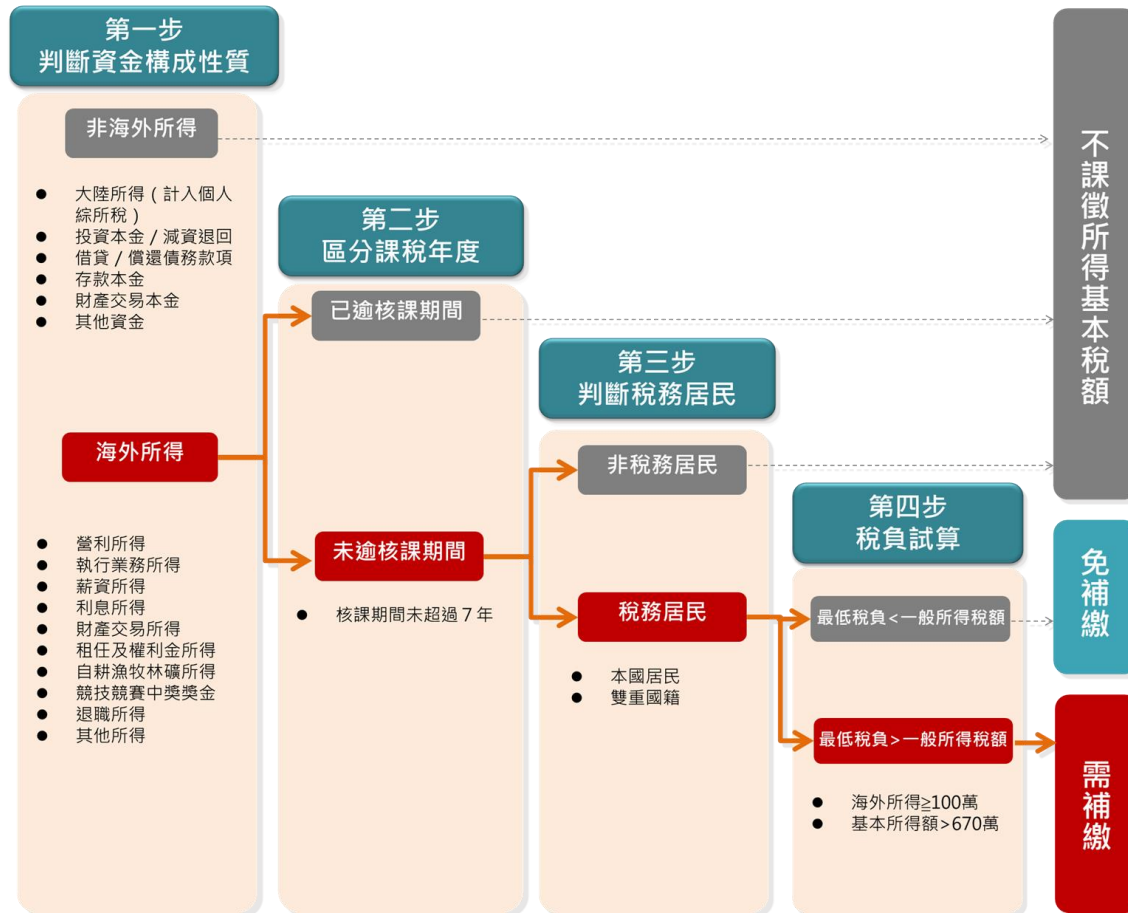 第一步
判斷資金構成性質
非海外所得
● 大陸所得(計入個人
綜所稅)
● 投資本金/減資退回
● 借貸/償還債務款項
● 存款本金
● 財產交易本金
● 其他資金
海外所得
● 營利所得
● 執行業務所得
● 薪資所得
● 利息所得
● 財產交易所得
● 租任及權利金所得
● 自耕漁牧林礦所得
● 競技競賽中獎獎金
● 退職所得
● 其他所得
第二步
區分課稅年度
已逾核課期間
未逾核課期間
● 核課期間未超過7年
第三步
判斷稅務居民
非稅務居民
稅務居民
● 本國居民
● 雙重國籍
第四步
稅負試算
最低稅負<一般所得稅額
最低稅負>一般所得稅額
● 海外所得≧100萬
● 基本所得額>670萬
不課徵所得基本稅額
免補繳
需補繳